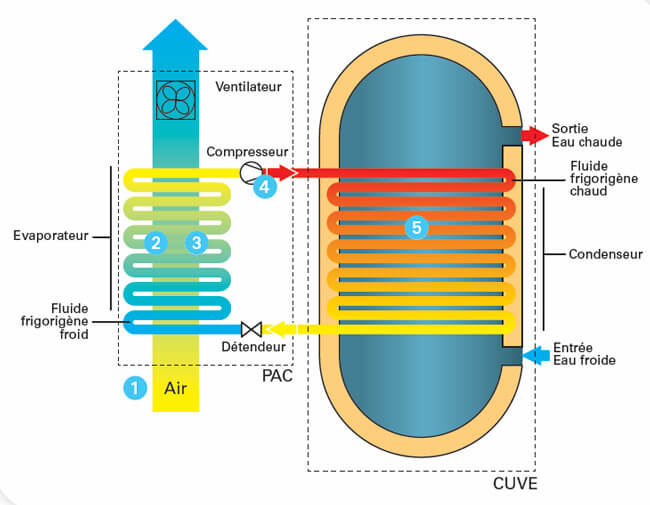 Ventilateur
Compresseur
4
Evaporateur
2
3
Fluide
frigorigène
froid
Détendeur
1
Air
PAC
Sortie
Eau chaude
Fluide
frigorigène
chaud
5
Condenseur
Entrée
Eau froide
CUVE